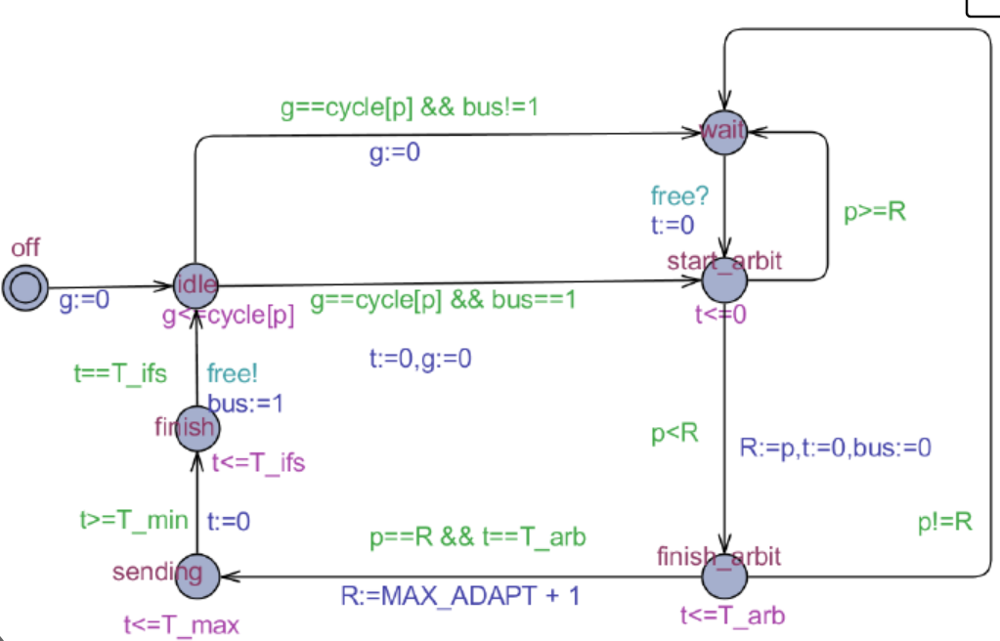 g==cycle[p] && bus!=1
wait
g:=0
free?
t:=0
p>=R
off
start_arbit
idle
g:=0
g<=cycle[p]
g==cycle[p] && bus==1
t<=0
t:=0,g:=0
t==T_ifs
free!
bus:=1
finish
t<=T_ifs
p<R
R:=p,t:=0,bus:=0
t>=T_min
t:=0
p!=R
p==R && t==T_arb
finish_arbit
sending
R:=MAX_ADAPT + 1
t<=T_max
t<=T_arb